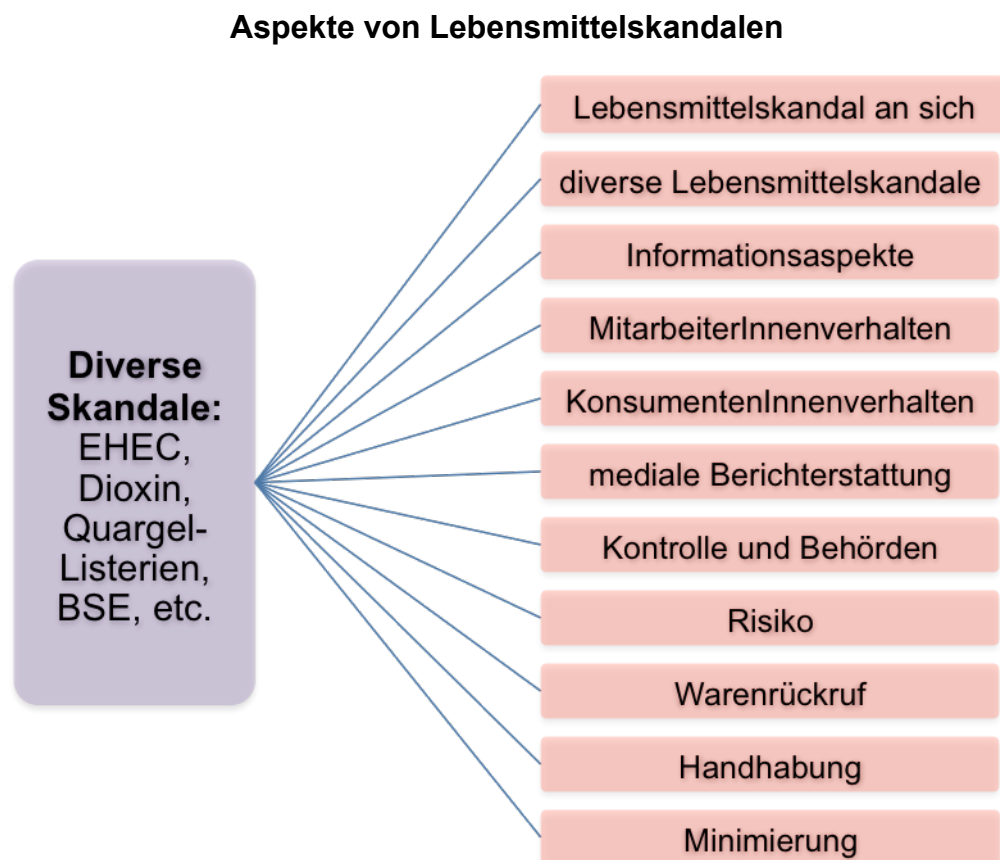 Aspekte von Lebensmittelskandalen
Diverse
Skandale:
EHEC,
Dioxin,
Quargel-
Listerien,
BSE, etc.
Lebensmittelskandal an sich
diverse Lebensmittelskandale
Informationsaspekte
MitarbeiterInnenverhalten
KonsumentenInnenverhalten
mediale Berichterstattung
Kontrolle und Behörden
Risiko
Warenrückruf
Handhabung
Minimierung